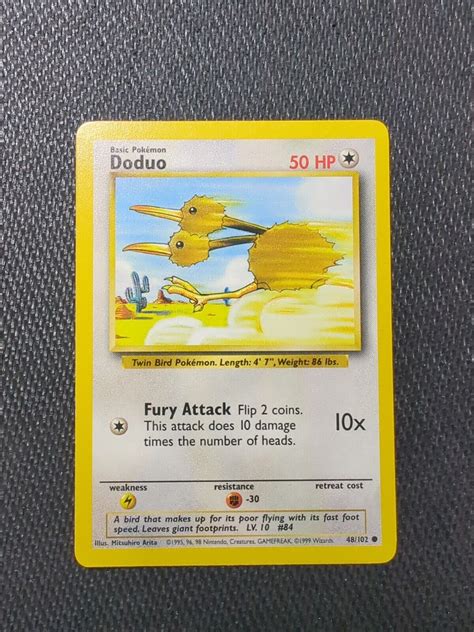 Basic Pokémon
Doduo 50 HP
Twin Bird Pokémon. Length: 4' 7", Weight: 86 lbs.
Fury Attack Flip 2 coins.
This attack does 10 damage
times the number of heads.
10x
weakness resistance retreat cost
-30
A bird that makes up for its poor flying with its fast foot
speed. Leaves giant footprints. LV. 10 #84
Illus. Mitsuhiro Arita ©1995, 96, 98 Nintendo, Creatures, GAMEFREAK. ©1999 Wizards. 48/102